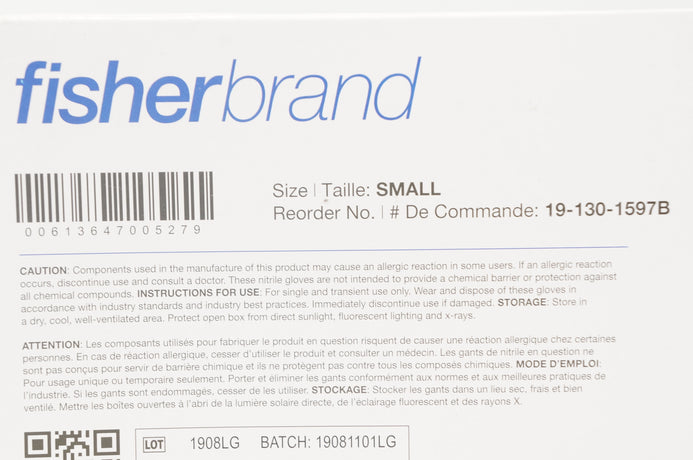 fisherbrand
00613647005279
Size | Taille: SMALL
Reorder No. | # De Commande: 19-130-1597B
CAUTION: Components used in the manufacture of this product may cause an allergic reaction in some users. If an allergic reaction
occurs, discontinue use and consult a doctor. These nitrile gloves are not intended to provide a chemical barrier or protection against
all chemical compounds. INSTRUCTIONS FOR USE: For single and transient use only. Wear and dispose of these gloves in
accordance with industry standards and industry best practices. Immediately discontinue use if damaged. STORAGE: Store in
a dry, cool, well-ventilated area. Protect open box from direct sunlight, fluorescent lighting and x-rays.
ATTENTION: Les composants utilisés pour fabriquer le produit en question risquent de causer une réaction allergique chez certaines
personnes. En cas de réaction allergique, cesser d'utiliser le produit et consulter un médecin. Les gants de nitrile en question ne
sont pas conçus pour servir de barrière chimique et ils ne protègent pas contre tous les composés chimiques. MODE D'EMPLOI:
Pour usage unique ou temporaire seulement. Porter et éliminer les gants conformément aux normes et aux meilleures pratiques de
l'industrie. Si les gants sont endommagés, cesser de les utiliser. STOCKAGE: Stocker les gants dans un lieu sec, frais et bien
ventilé. Mettre les boîtes ouvertes à l'abri de la lumière solaire directe, de l'éclairage fluorescent et des rayons X.
LOT 1908LG BATCH: 19081101LG